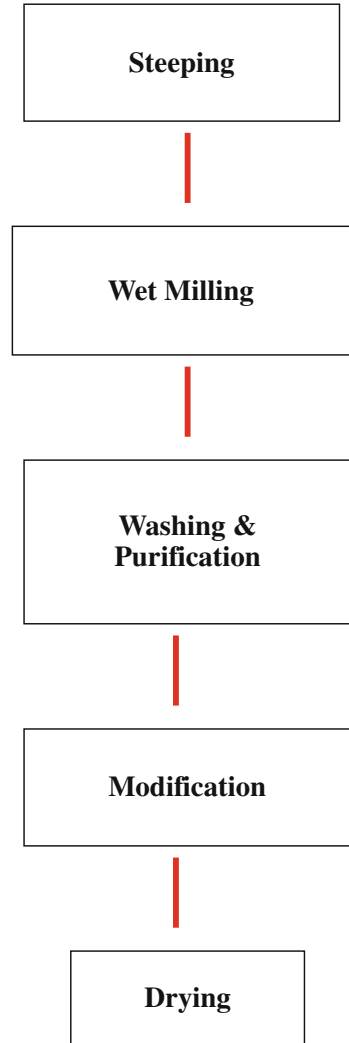 Steeping
Wet Milling
Washing &
Purification
Modification
Drying